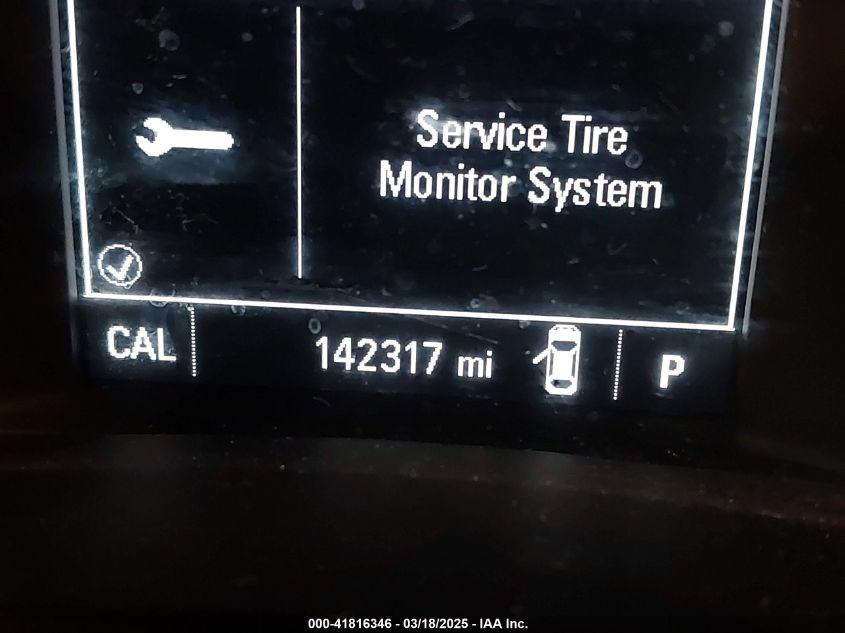 Service Tire
Monitor System
CAL 142317 mi P
000-41816346 - 03/18/2025 - IAA Inc.